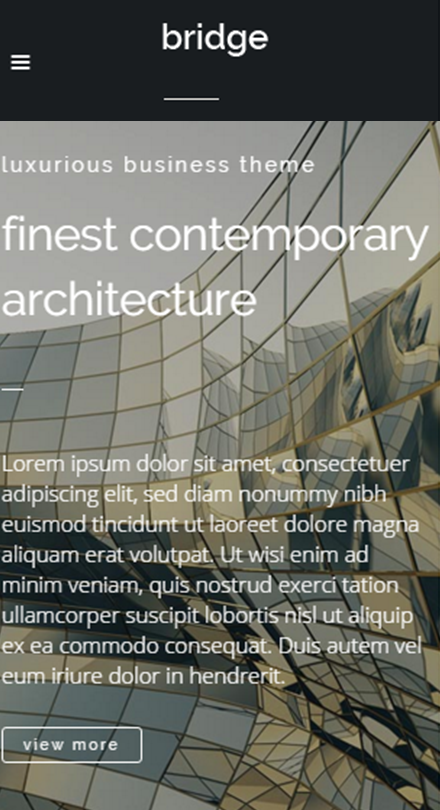 bridge
luxurious business theme
finest contemporary
architecture
Lorem ipsum dolor sit amet, consectetuer
adipiscing elit, sed diam nonummy nibh
euismod tincidunt ut laoreet dolore magna
aliquam erat volutpat. Ut wisi enim ad
minim veniam, quis nostrud exerci tation
ullamcorper suscipit lobortis nisl ut aliquip
ex ea commodo consequat. Duis autem vel
eum iriure dolor in hendrerit.
view more